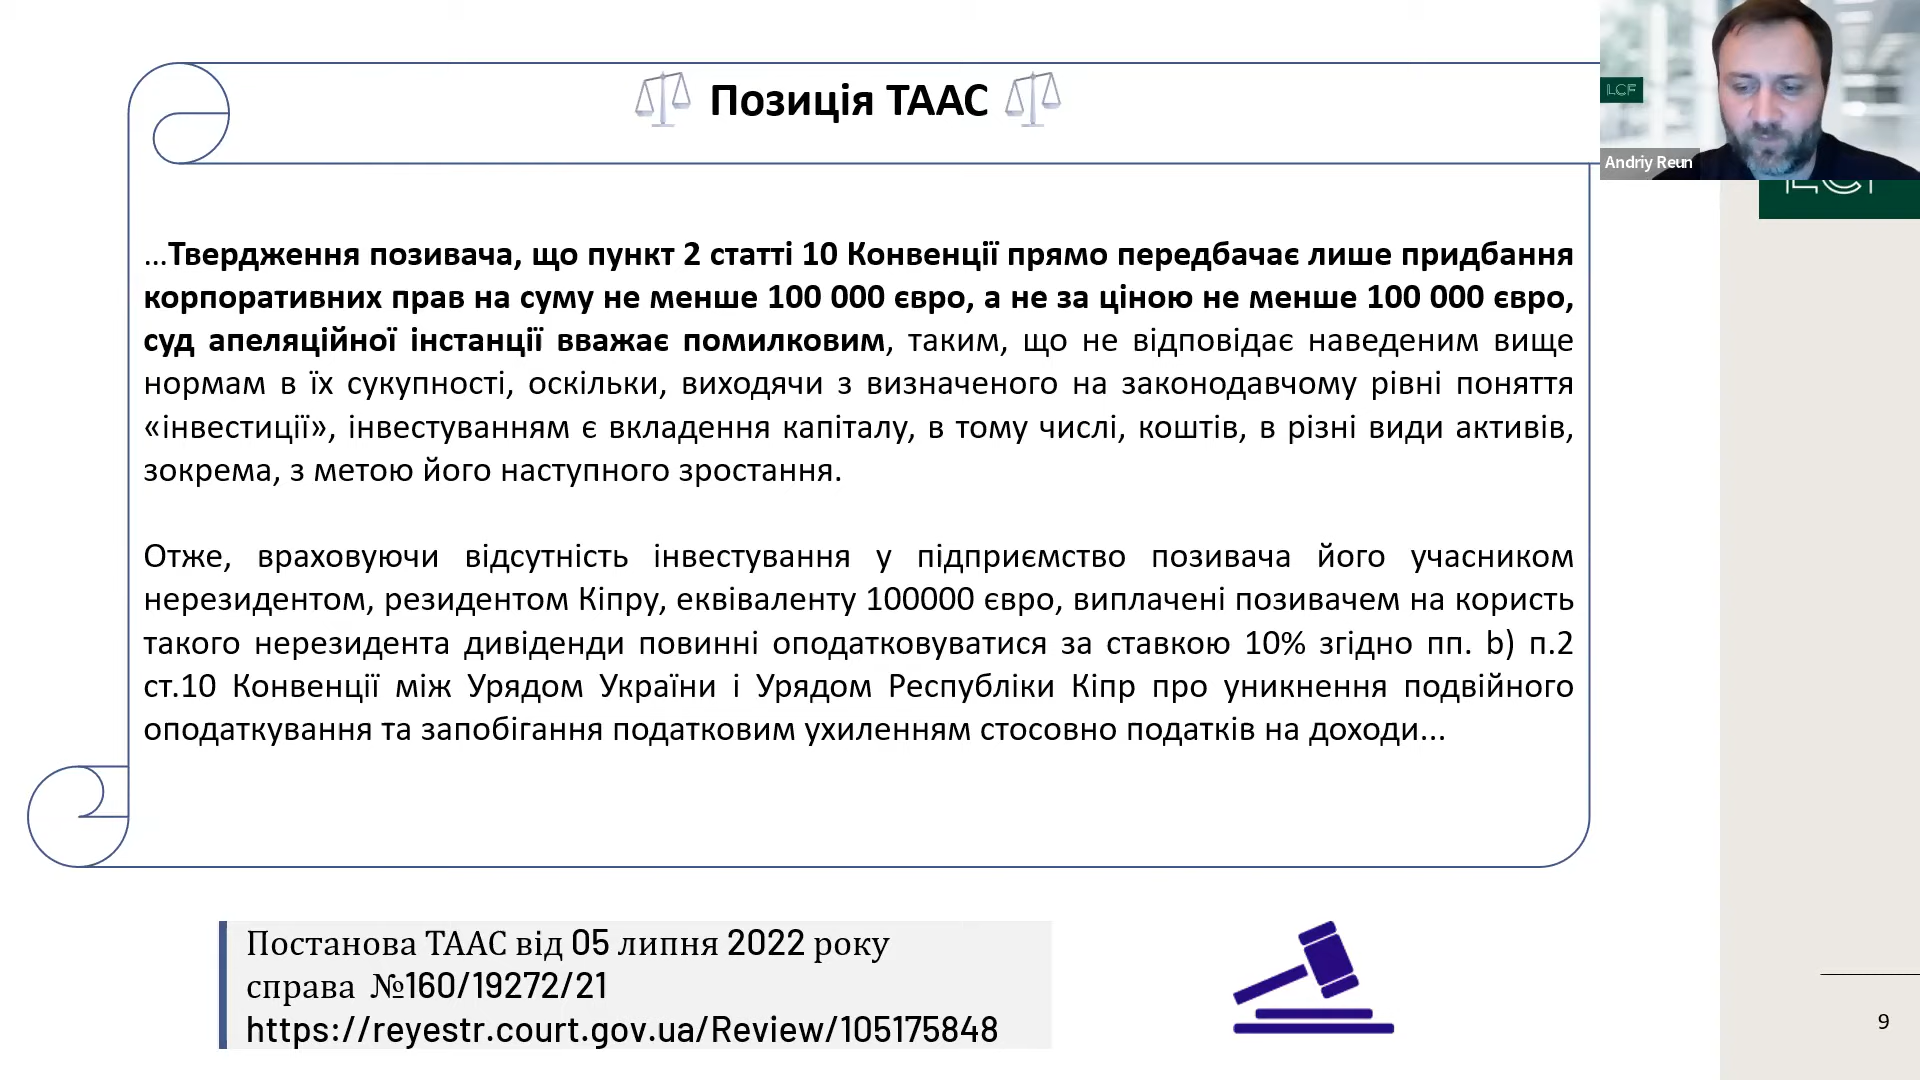 Позиція ТААС
LCF
Andriy Reun
...Твердження позивача, що пункт 2 статті 10 Конвенції прямо передбачає лише придбання
корпоративних прав на суму не менше 100 000 євро, а не за ціною не менше 100 000 євро,
суд апеляційної інстанції вважає помилковим, таким, що не відповідає наведеним вище
нормам в їх сукупності, оскільки, виходячи з визначеного на законодавчому рівні поняття
«інвестиції», інвестуванням є вкладення капіталу, в тому числі, коштів, в різні види активів,
зокрема, з метою його наступного зростання.
Отже, враховуючи відсутність інвестування у підприємство позивача його учасником
нерезидентом, резидентом Кіпру, еквіваленту 100000 євро, виплачені позивачем на користь
такого нерезидента дивіденди повинні оподатковуватися за ставкою 10% згідно пп. b) п.2
ст.10 Конвенції між Урядом України і Урядом Республіки Кіпр про уникнення подвійного
оподаткування та запобігання податковим ухиленням стосовно податків на доходи...
Постанова ТААС від 05 липня 2022 року
справа №160/19272/21
https://reyestr.court.gov.ua/Review/105175848
9